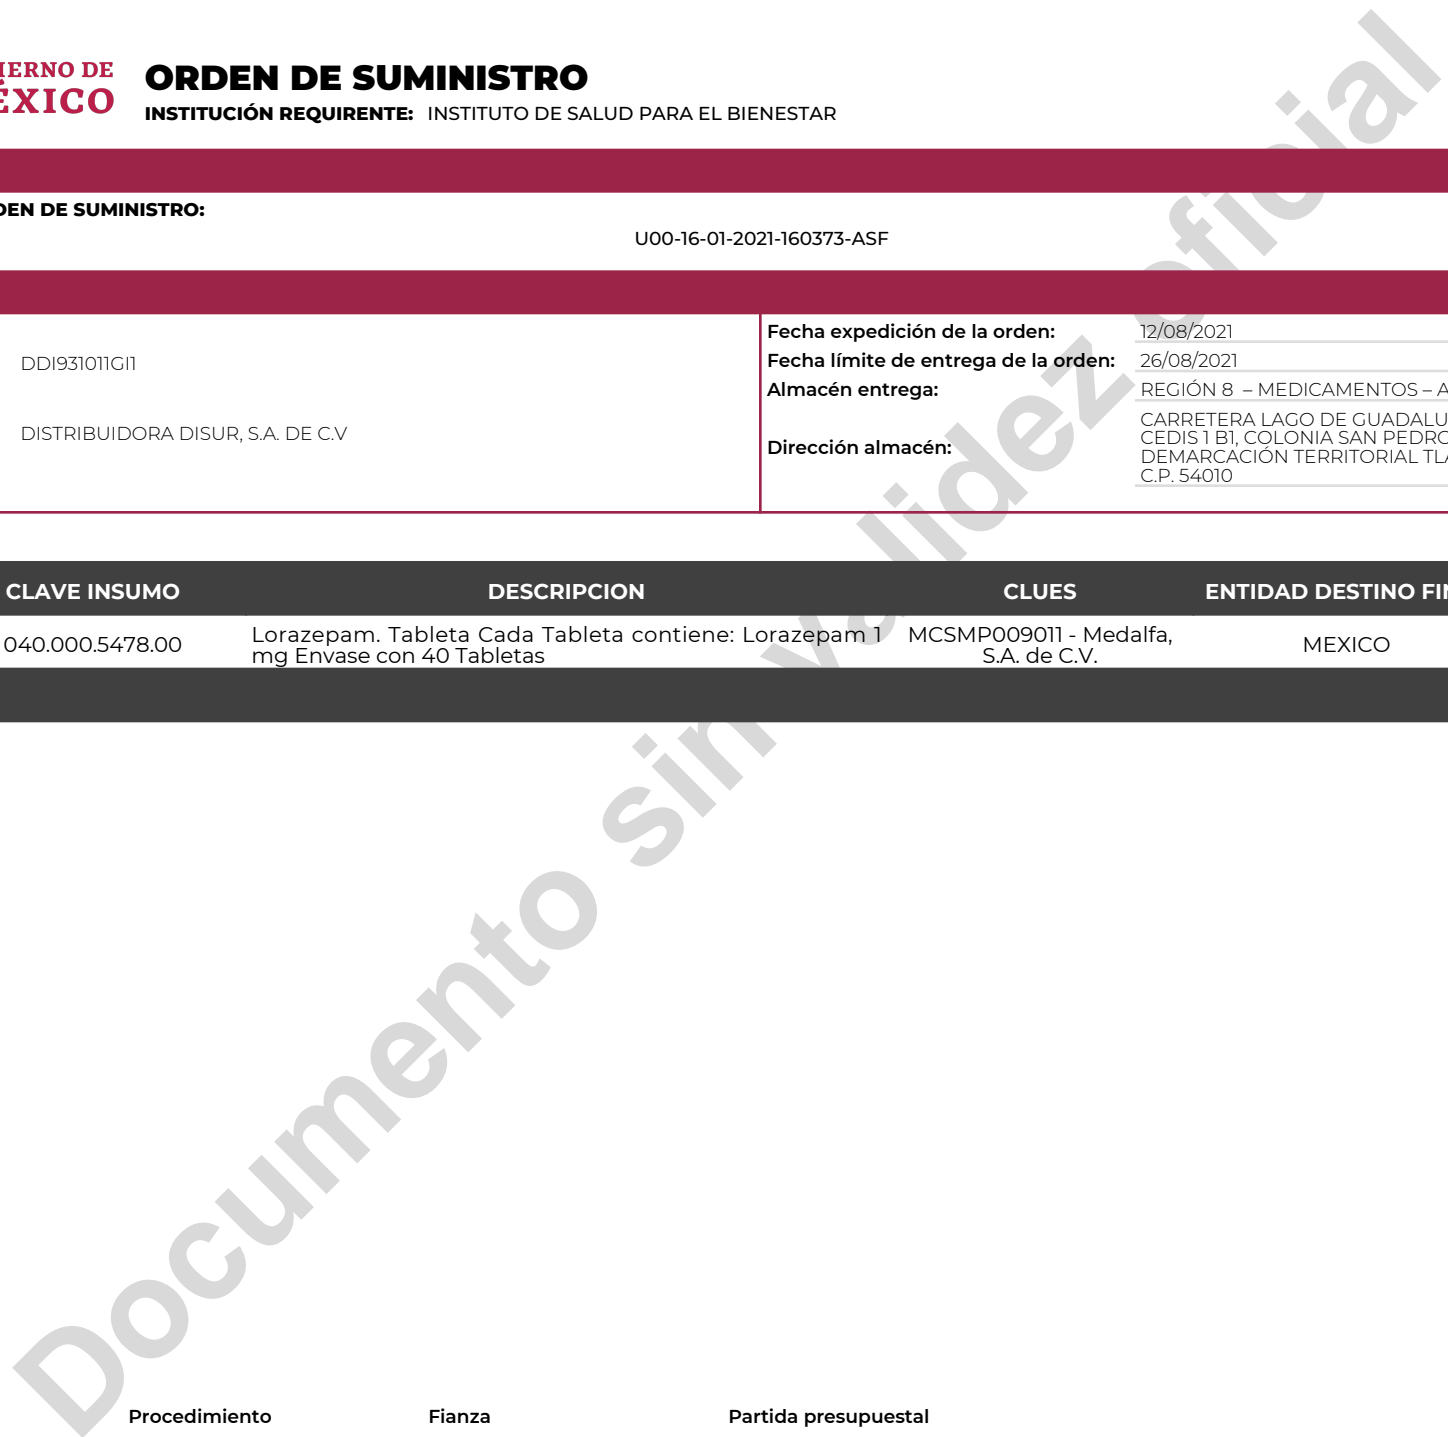 IERNO DE
ÉXICO
ORDEN DE SUMINISTRO
INSTITUCIÓN REQUIRENTE: INSTITUTO DE SALUD PARA EL BIENESTAR
DEN DE SUMINISTRO:
U00-16-01-2021-160373-ASF
DDI931011GI1
DISTRIBUIDORA DISUR, S.A. DE C.V
Fecha expedición de la orden: 12/08/2021
Fecha límite de entrega de la orden: 26/08/2021
Almacén entrega: REGIÓN 8 – MEDICAMENTOS – A
Dirección almacén: CARRETERA LAGO DE GUADALU
CEDIS 1 B1, COLONIA SAN PEDRO
DEMARCACIÓN TERRITORIAL TLA
C.P. 54010
CLAVE INSUMO DESCRIPCION CLUES ENTIDAD DESTINO FIN
040.000.5478.00 Lorazepam. Tableta Cada Tableta contiene: Lorazepam 1 MCSMP009011 - Medalfa, MEXICO
mg Envase con 40 Tabletas S.A. de C.V.
Documento sin validez oficial
Procedimiento Fianza Partida presupuestal